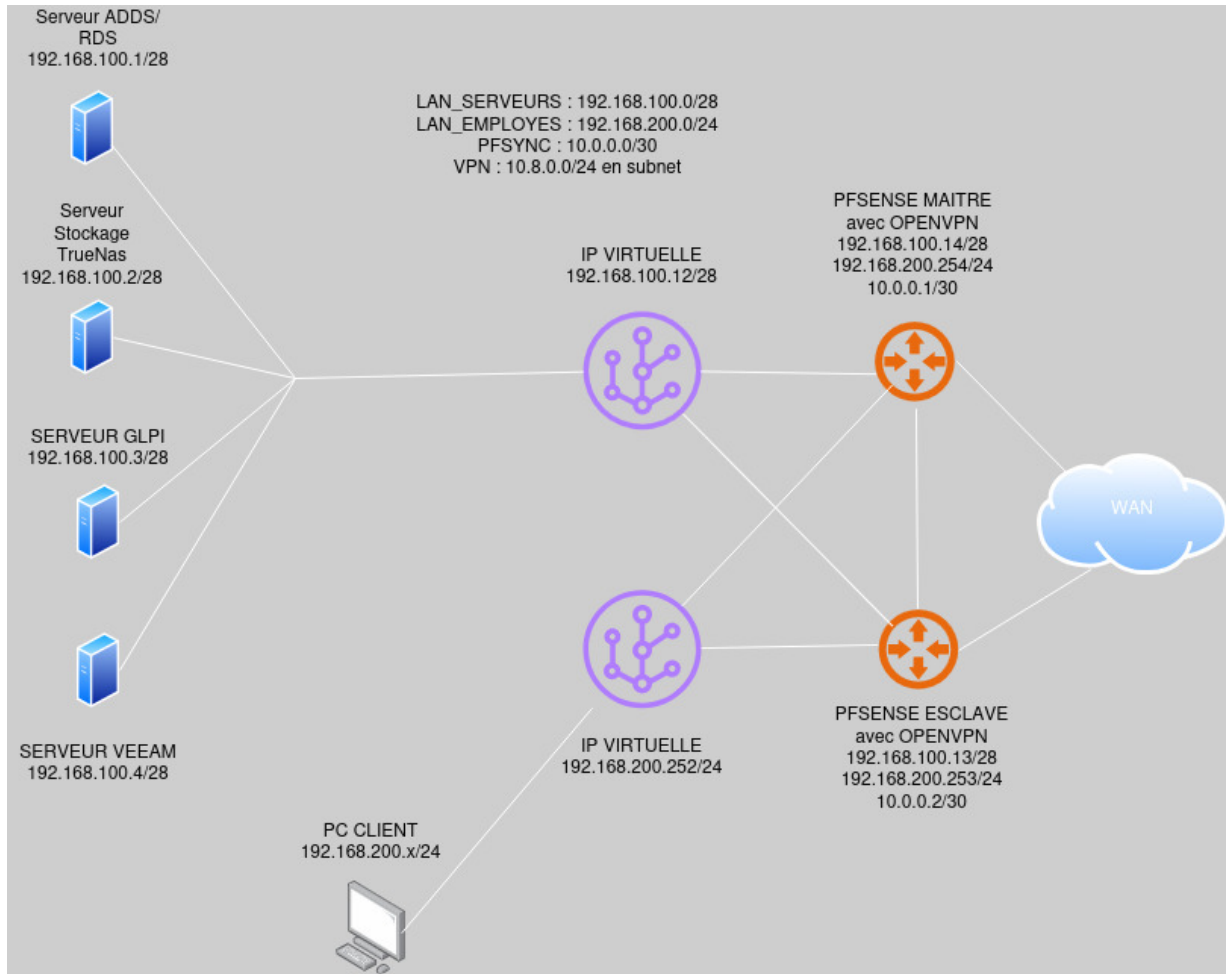 Serveur ADDS/
RDS
192.168.100.1/28
LAN_SERVEURS : 192.168.100.0/28
LAN_EMPLOYES : 192.168.200.0/24
PFSYNC : 10.0.0.0/30
VPN : 10.8.0.0/24 en subnet
Serveur
Stockage
TrueNas
192.168.100.2/28
IP VIRTUELLE
192.168.100.12/28
PFSENSE MAITRE
avec OPENVPN
192.168.100.14/28
192.168.200.254/24
10.0.0.1/30
SERVEUR GLPI
192.168.100.3/28
WAN
SERVEUR VEEAM
192.168.100.4/28
IP VIRTUELLE
192.168.200.252/24
PFSENSE ESCLAVE
avec OPENVPN
192.168.100.13/28
192.168.200.253/24
10.0.0.2/30
PC CLIENT
192.168.200.x/24